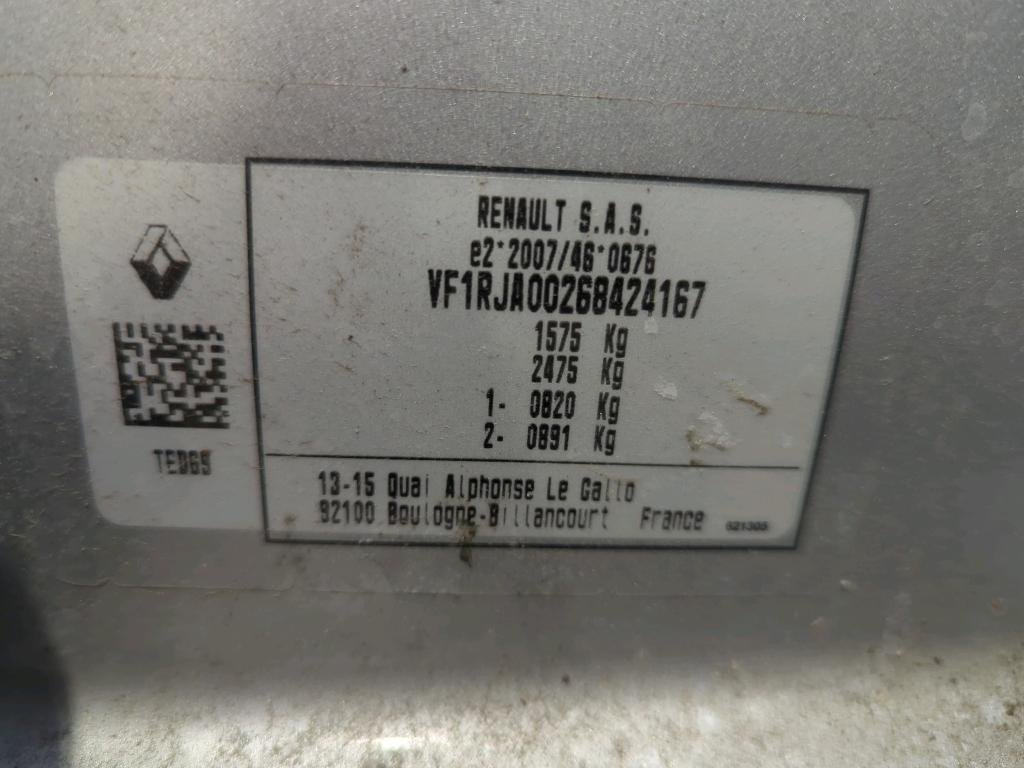 RENAULT S.A.S.
e2*2007/46*0676
VF1RJA00268424167
1575 Kg
2475 Kg
1- 0820 Kg
2- 0891 Kg
TED69
13-15 Quai Alphonse Le Gallo
92100 Boulogne-Billancourt France
621305